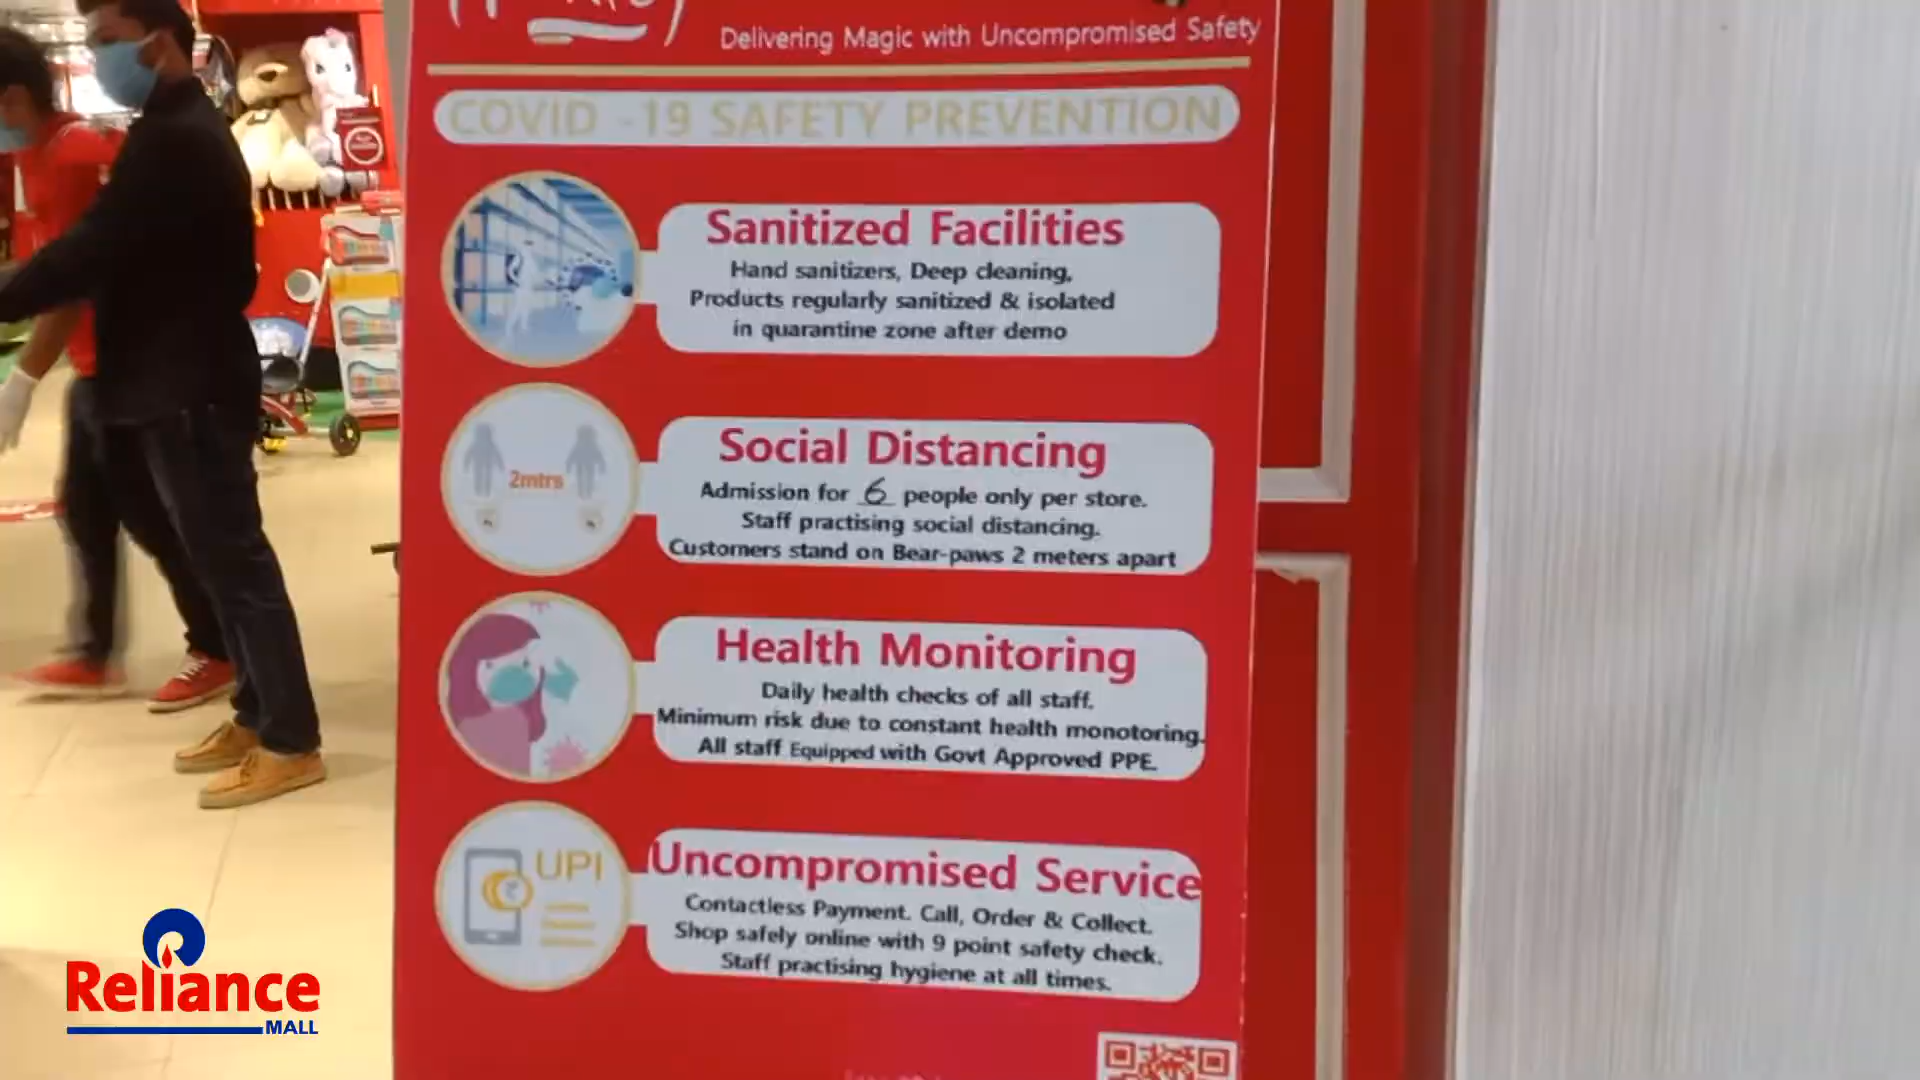 Delivering Magic with Uncompromised Safety
COVID -19 SAFETY PREVENTION
Sanitized Facilities
Hand sanitizers, Deep cleaning,
Products regularly sanitized & isolated
in quarantine zone after demo
2mtrs
Social Distancing
Admission for 6 people only per store.
Staff practising social distancing.
Customers stand on Bear-paws 2 meters apart
Health Monitoring
Daily health checks of all staff.
Minimum risk due to constant health monotoring.
All staff Equipped with Govt Approved PPE.
UPI
Uncompromised Service
Contactless Payment. Call, Order & Collect.
Shop safely online with 9 point safety check.
Staff practising hygiene at all times.
Reliance
MALL